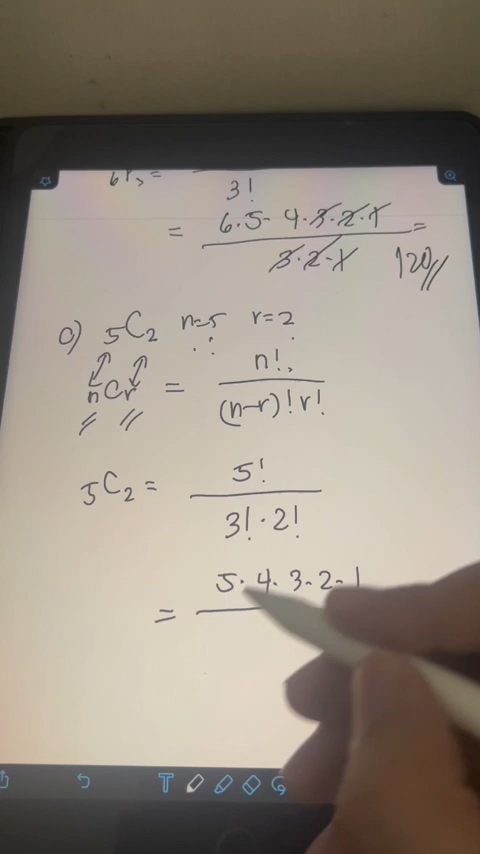 6P3 =
3!
= 6·5·4·3·2·1 / 3·2·1 = 120//
c) 5C2 n=5 r=2
nCr = n! / (n-r)! r!
5C2 = 5! / 3! · 2!
= 5·4·3·2·1
T